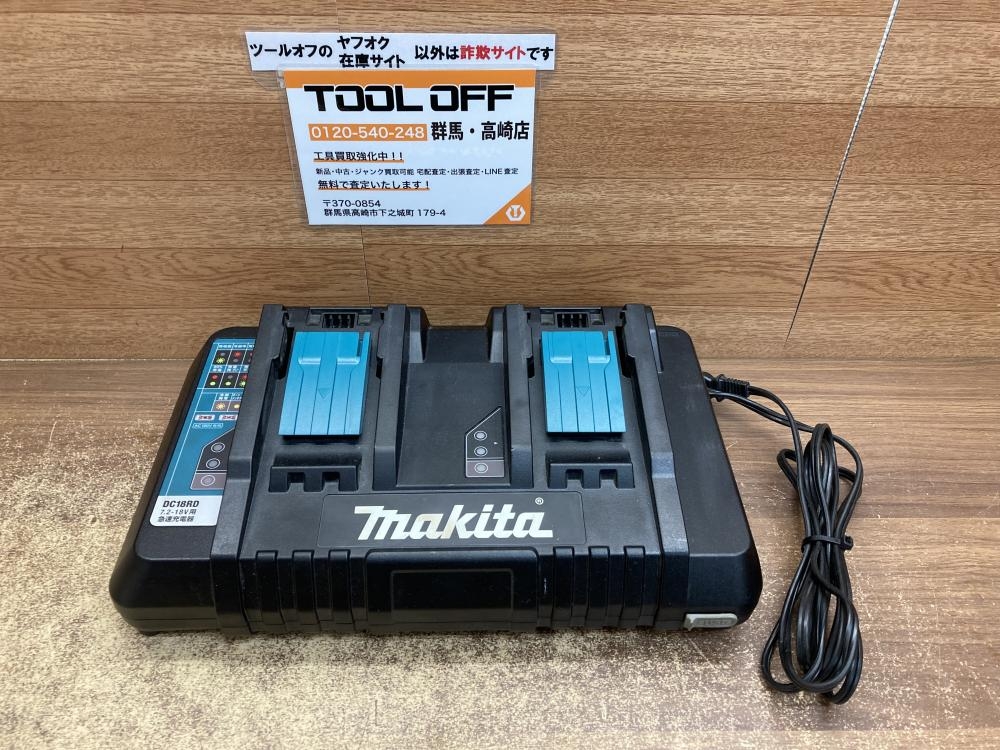 ツールオフの ヤフオク 在庫サイト 以外は詐欺サイトです
TOOL OFF
0120-540-248 群馬・高崎店
工具買取強化中！！
新品・中古・ジャンク買取可能 宅配査定・出張査定・LINE査定
無料で査定いたします！
〒370-0854
群馬県高崎市下之城町 179-4
DC18RD
7.2-18V用
急速充電器
makita®
USB